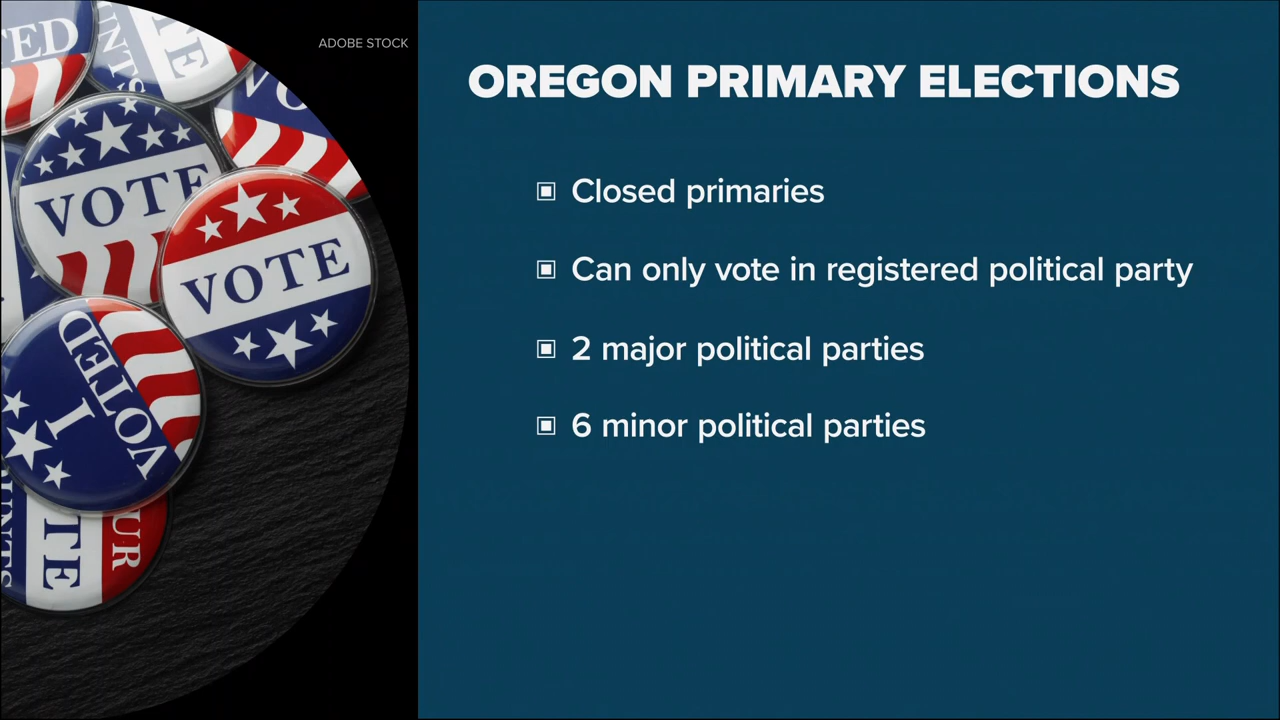 ADOBE STOCK
OREGON PRIMARY ELECTIONS
Closed primaries
Can only vote in registered political party
2 major political parties
6 minor political parties
VOTE
VOTE
I
VOTED